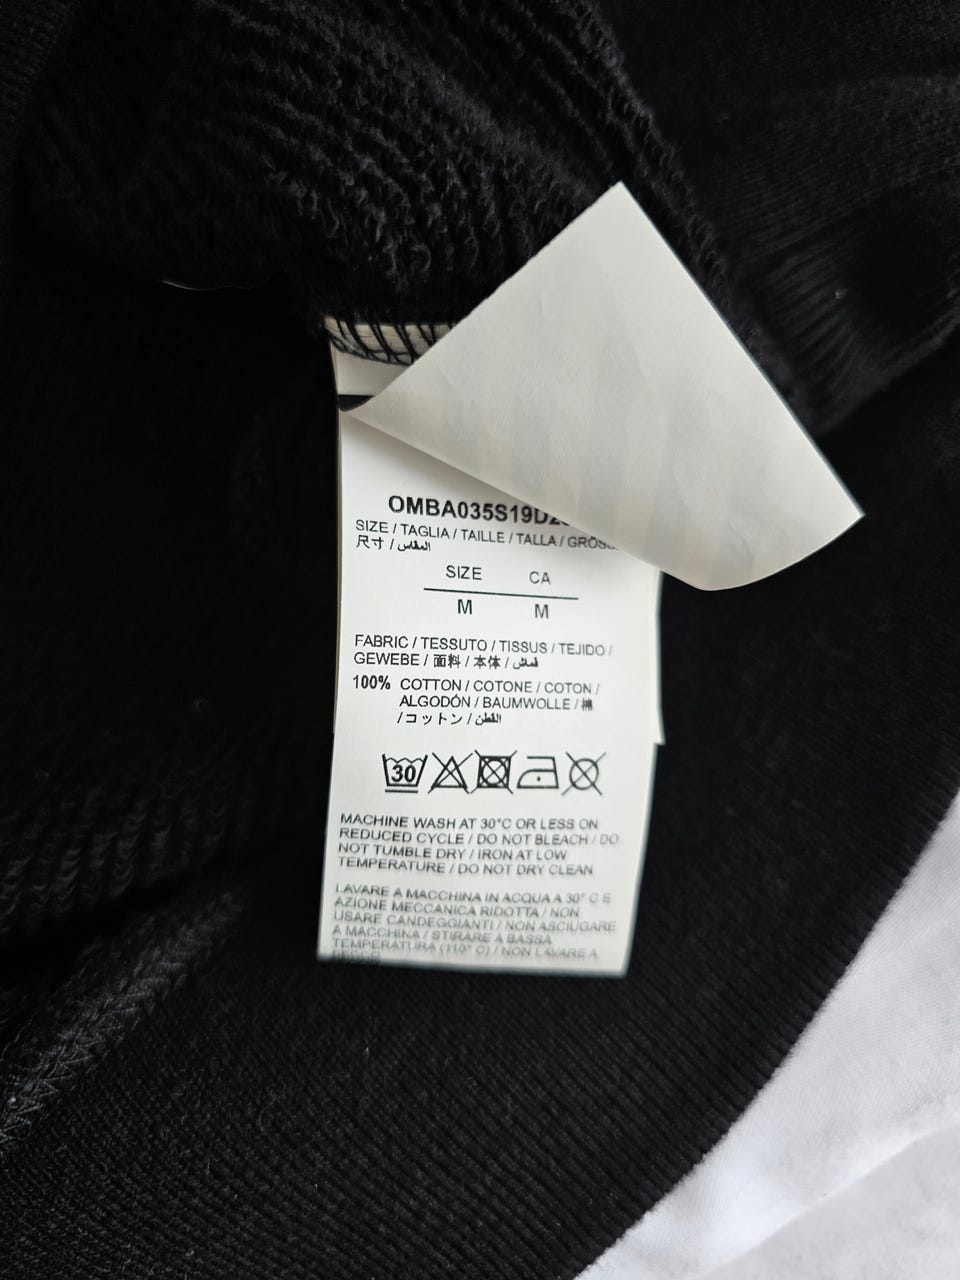 OMBA035S19D2
SIZE / TAGLIA / TAILLE / TALLA / GRÖSS
尺寸 / المقاس
SIZE CA
M M
FABRIC / TESSUTO / TISSUS / TEJIDO /
GEWEBE / 面料 / 本体 / قماش
100% COTTON / COTONE / COTON /
ALGODÓN / BAUMWOLLE / 棉
/ コットン / القطن
30
MACHINE WASH AT 30°C OR LESS ON
REDUCED CYCLE / DO NOT BLEACH / DO
NOT TUMBLE DRY / IRON AT LOW
TEMPERATURE / DO NOT DRY CLEAN
LAVARE A MACCHINA IN ACQUA A 30° C E
AZIONE MECCANICA RIDOTTA / NON
USARE CANDEGGIANTI / NON ASCIUGARE
A MACCHINA / STIRARE A BASSA
TEMPERATURA (110° C) / NON LAVARE A
SECCO